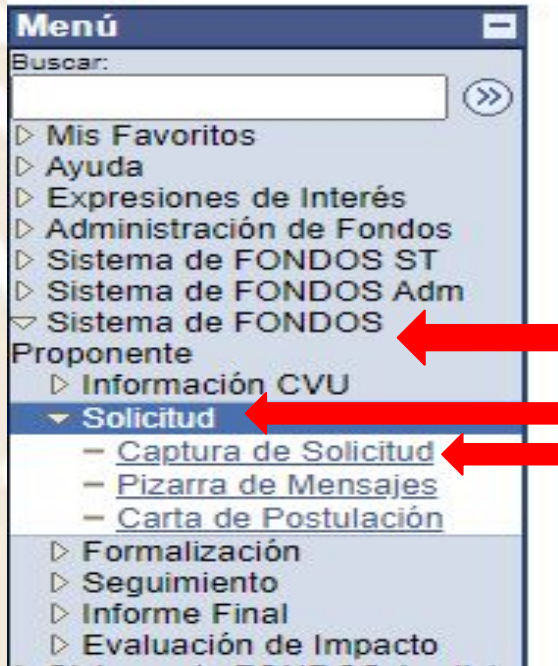 Menú
Buscar:
Mis Favoritos
Ayuda
Expresiones de Interés
Administración de Fondos
Sistema de FONDOS ST
Sistema de FONDOS Adm
Sistema de FONDOS
Proponente
Información CVU
Solicitud
Captura de Solicitud
Pizarra de Mensajes
Carta de Postulación
Formalización
Seguimiento
Informe Final
Evaluación de Impacto